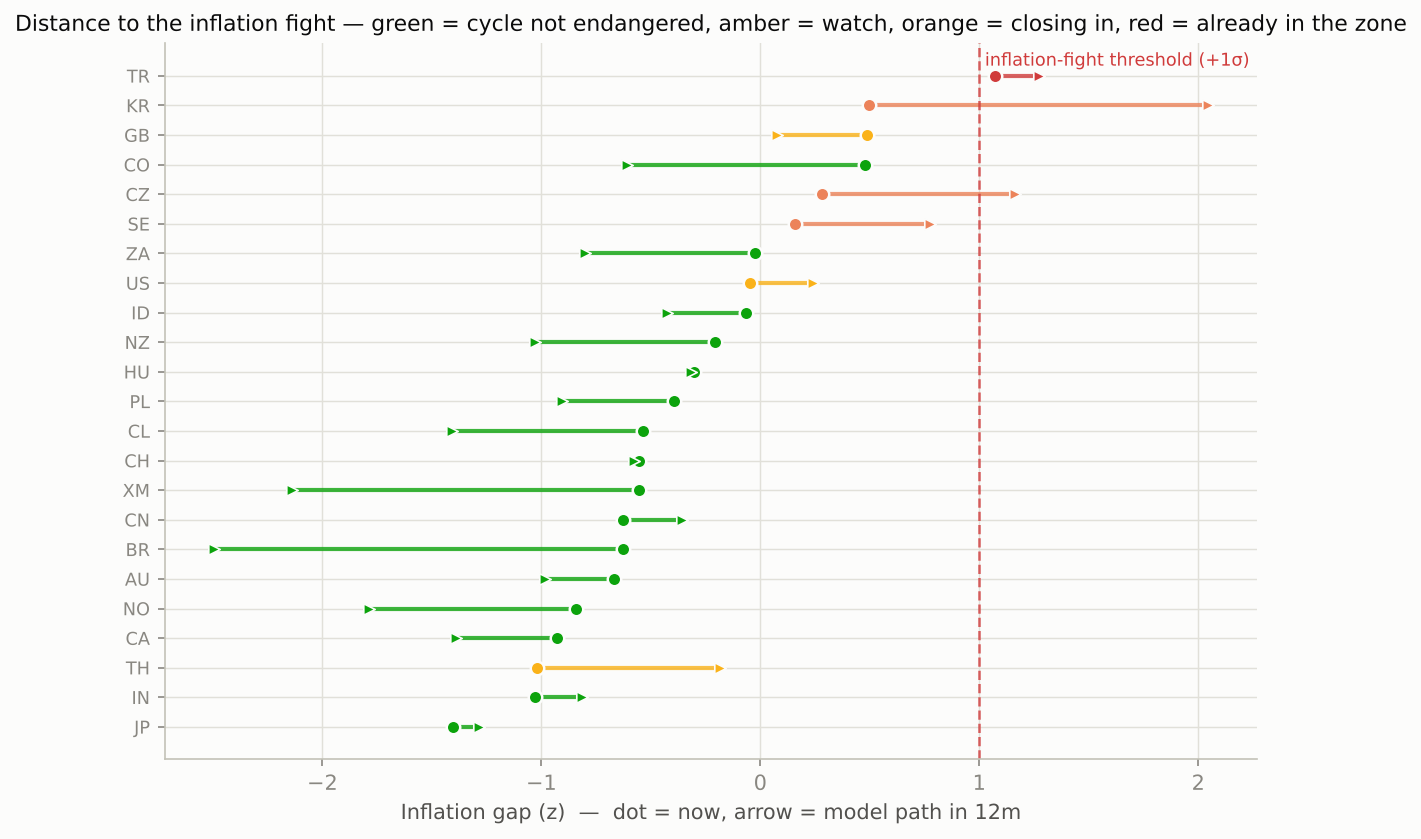 Distance to the inflation fight — green = cycle not endangered, amber = watch, orange = closing in, red = already in the zone
inflation-fight threshold (+1σ)
TR
KR
GB
CO
CZ
SE
ZA
US
ID
NZ
HU
PL
CL
CH
XM
CN
BR
AU
NO
CA
TH
IN
JP
−2 −1 0 1 2
Inflation gap (z) — dot = now, arrow = model path in 12m